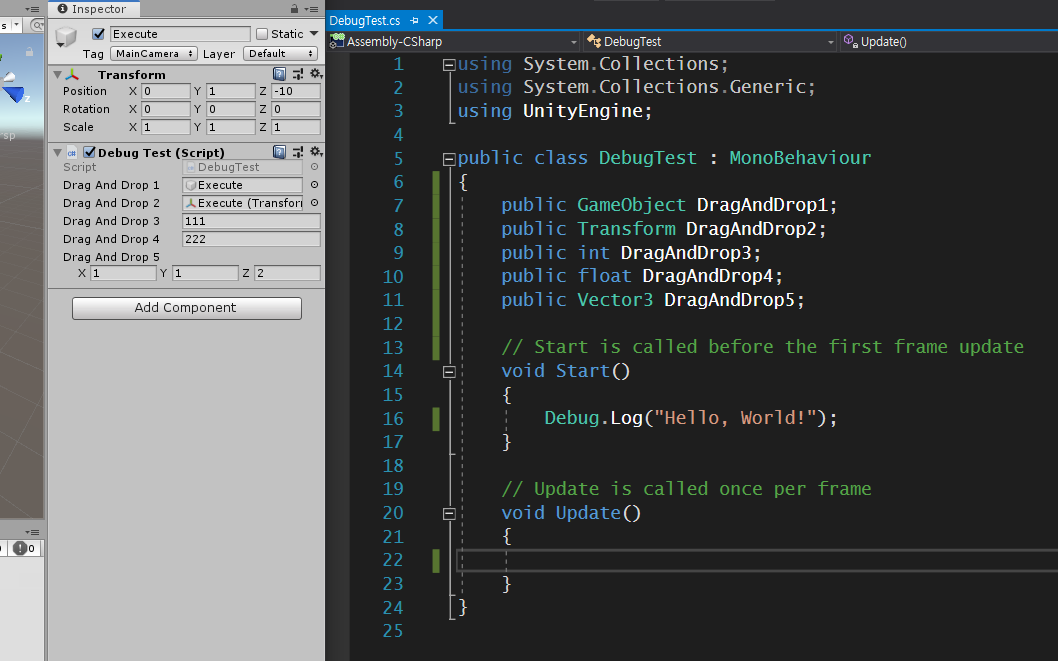 Inspector
Execute
Static
Tag MainCamera Layer Default
Transform
Position X 0 Y 1 Z -10
Rotation X 0 Y 0 Z 0
Scale X 1 Y 1 Z 1
Debug Test (Script)
Script DebugTest
Drag And Drop 1 Execute
Drag And Drop 2 Execute (Transfor
Drag And Drop 3 111
Drag And Drop 4 222
Drag And Drop 5
X 1 Y 1 Z 2
Add Component
s
z
sp
0
DebugTest.cs
Assembly-CSharp DebugTest Update()
1 using System.Collections;
2 using System.Collections.Generic;
3 using UnityEngine;
4
5 public class DebugTest : MonoBehaviour
6 {
7 public GameObject DragAndDrop1;
8 public Transform DragAndDrop2;
9 public int DragAndDrop3;
10 public float DragAndDrop4;
11 public Vector3 DragAndDrop5;
12
13 // Start is called before the first frame update
14 void Start()
15 {
16 Debug.Log("Hello, World!");
17 }
18
19 // Update is called once per frame
20 void Update()
21 {
22
23 }
24 }
25